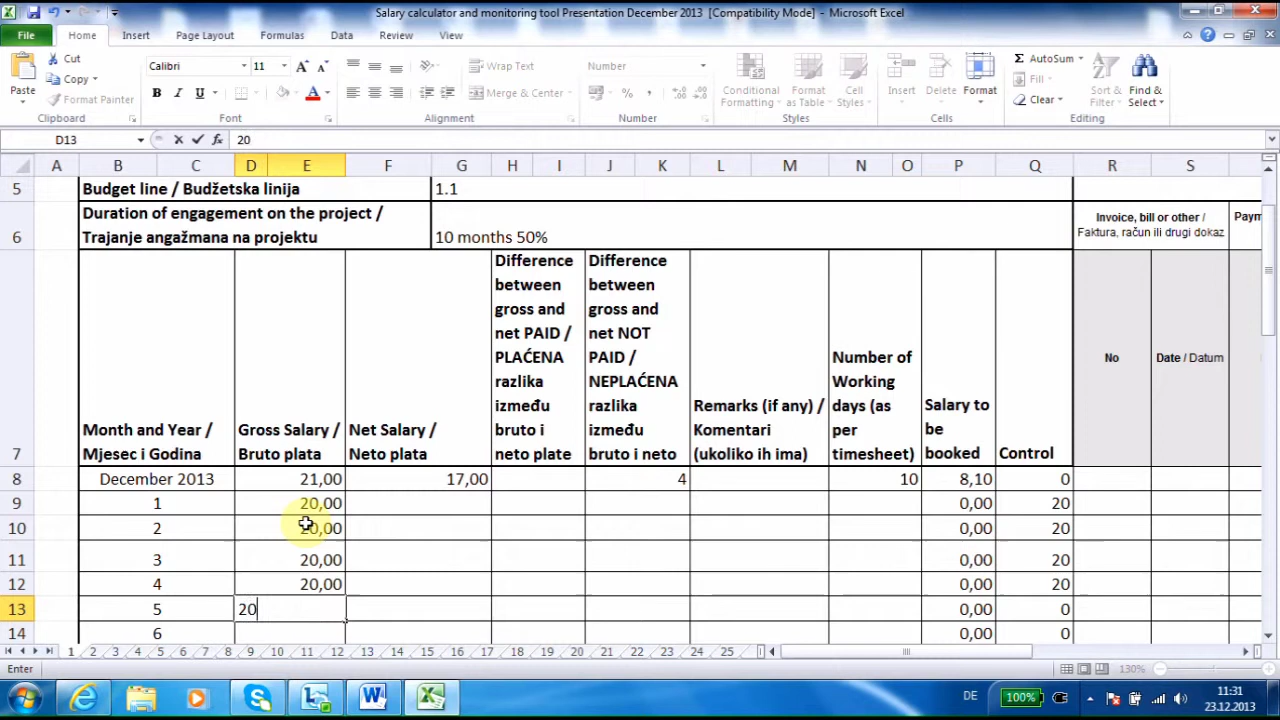 Salary calculator and monitoring tool Presentation December 2013 [Compatibility Mode] - Microsoft Excel
File Home Insert Page Layout Formulas Data Review View
Cut Calibri 11 Wrap Text Number AutoSum
Copy Fill
Paste Format Painter Merge & Center Conditional Formatting Format as Table Cell Styles Insert Delete Format Clear Sort & Filter Find & Select
Clipboard Font Alignment Number Styles Cells Editing
D13 20
A B C D E F G H I J K L M N O P Q R S
5 Budget line / Budžetska linija 1.1
Duration of engagement on the project / Invoice, bill or other / Paym
6 Trajanje angažmana na projektu 10 months 50% Faktura, račun ili drugi dokaz
Difference Difference
between between
gross and gross and
net PAID / net NOT
PLAĆENA PAID / Number of No Date / Datum
razlika NEPLAĆENA Working
između razlika days (as Salary to
Month and Year / Gross Salary / Net Salary / bruto i između Remarks (if any) / Komentari per be
7 Mjesec i Godina Bruto plata Neto plata neto plate bruto i neto (ukoliko ih ima) timesheet) booked Control
8 December 2013 21,00 17,00 4 10 8,10 0
9 1 20,00 0,00 20
10 2 20,00 0,00 20
11 3 20,00 0,00 20
12 4 20,00 0,00 20
13 5 20 0,00 0
14 6 0,00 0
1 2 3 4 5 6 7 8 9 10 11 12 13 14 15 16 17 18 19 20 21 22 23 24 25
Enter 130%
DE 100% 11:31
23.12.2013